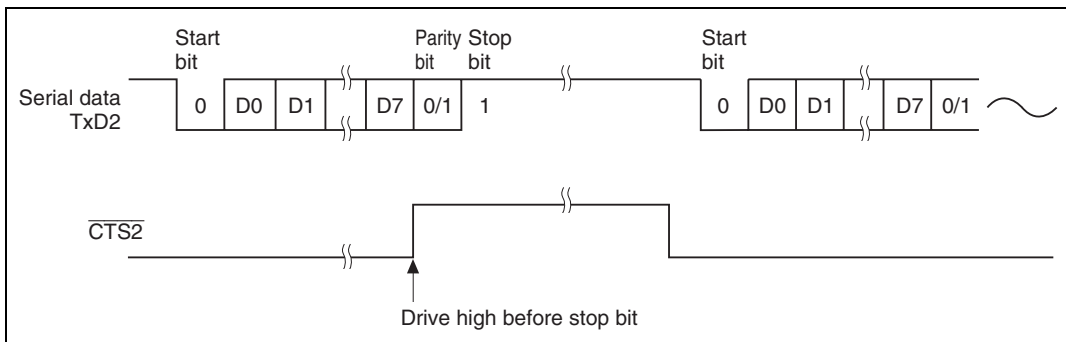 Start
bit
Parity
bit
Stop
bit
Start
bit
Serial data
TxD2
0 D0 D1 D7 0/1 1 0 D0 D1 D7 0/1
CTS2
Drive high before stop bit